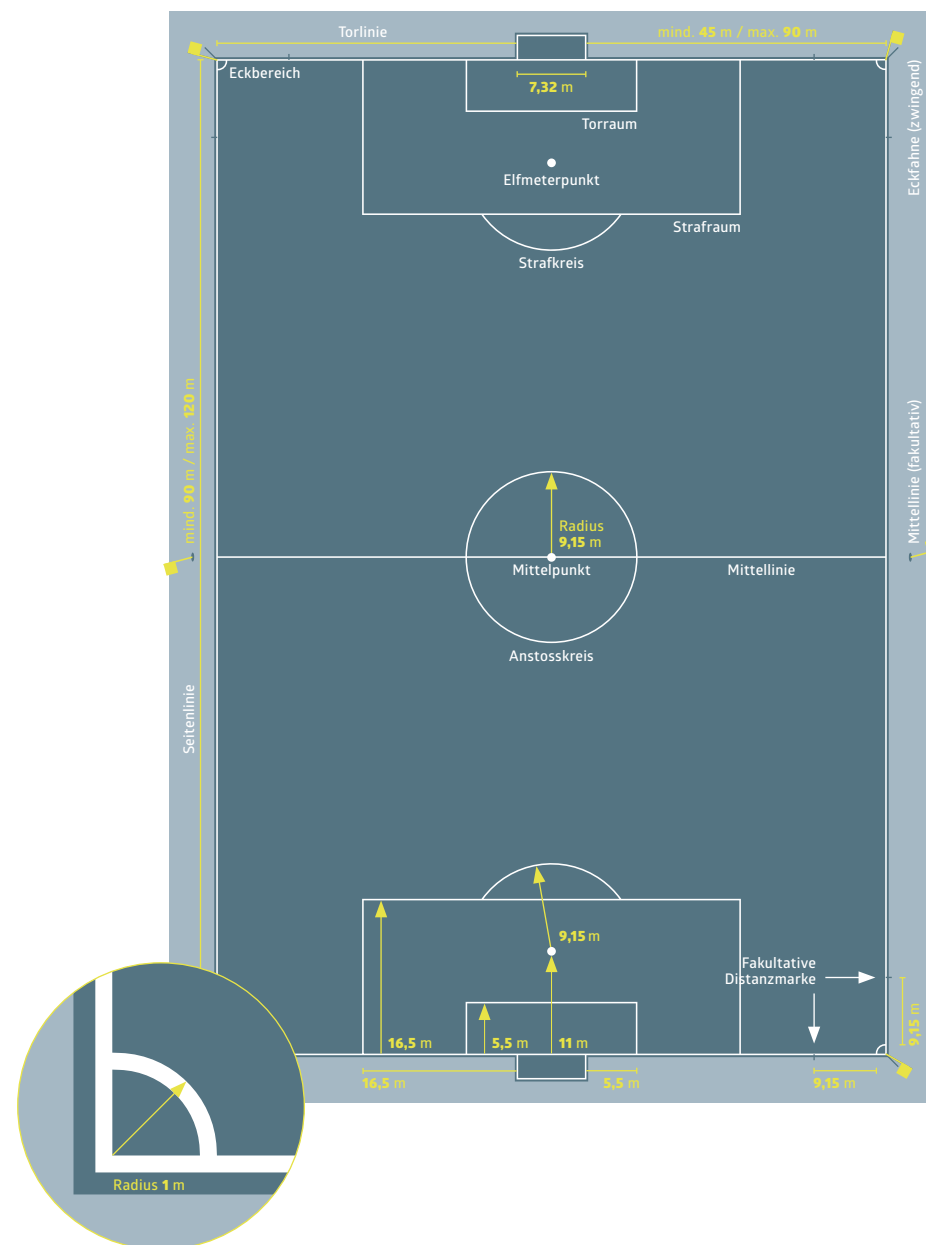 Torlinie
mind. 45 m / max. 90 m
Eckbereich
7,32 m
Torraum
Elfmeterpunkt
Strafraum
Strafkreis
Eckfahne (zwingend)
mind. 90 m / max. 120 m
Mittellinie (fakultativ)
Radius
9,15 m
Mittelpunkt
Mittellinie
Anstosskreis
Seitenlinie
9,15 m
Fakultative
Distanzmarke
9,15 m
16,5 m
5,5 m
11 m
16,5 m
5,5 m
9,15 m
Radius 1 m